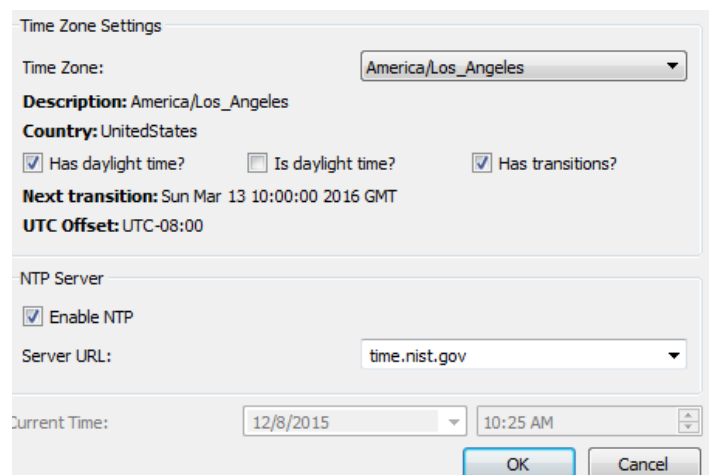 Time Zone Settings
Time Zone: America/Los_Angeles
Description: America/Los_Angeles
Country: UnitedStates
Has daylight time? Is daylight time? Has transitions?
Next transition: Sun Mar 13 10:00:00 2016 GMT
UTC Offset: UTC-08:00
NTP Server
Enable NTP
Server URL: time.nist.gov
Current Time: 12/8/2015 10:25 AM
OK Cancel